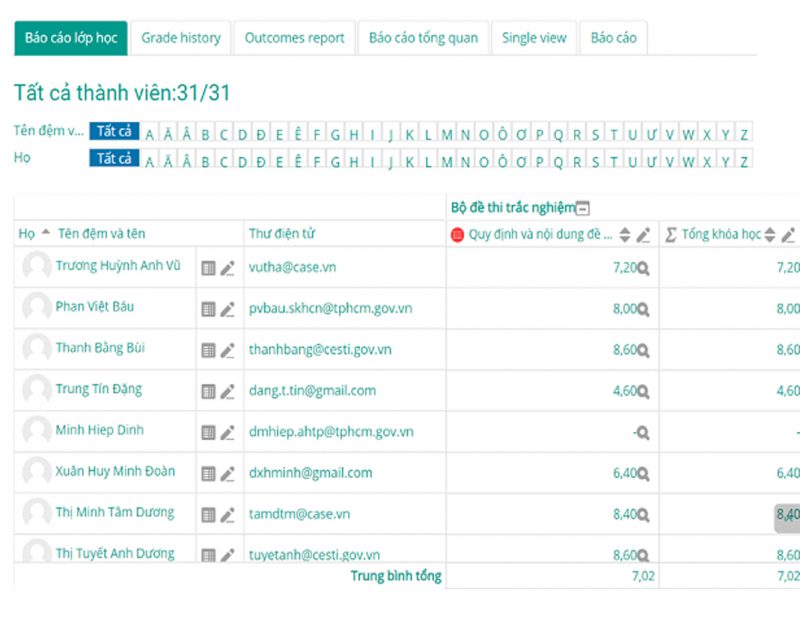 Báo cáo lớp học Grade history Outcomes report Báo cáo tổng quan Single view Báo cáo
Tất cả thành viên:31/31
Tên đệm v... Tất cả A Ă Â B C D Đ E Ê F G H I J K L M N O Ô Ơ P Q R S T U Ư V W X Y Z
Họ Tất cả A Ă Â B C D Đ E Ê F G H I J K L M N O Ô Ơ P Q R S T U Ư V W X Y Z
Bộ đề thi trắc nghiệm
Họ Tên đệm và tên Thư điện tử Quy định và nội dung đề ... Σ Tổng khóa học
Trương Huỳnh Anh Vũ vutha@case.vn 7,20 7,20
Phan Việt Báu pvbau.skhcn@tphcm.gov.vn 8,00 8,00
Thanh Bằng Bùi thanhbang@cesti.gov.vn 8,60 8,60
Trung Tín Đặng dang.t.tin@gmail.com 4,60 4,60
Minh Hiep Dinh dmhiep.ahtp@tphcm.gov.vn - -
Xuân Huy Minh Đoàn dxhminh@gmail.com 6,40 6,40
Thị Minh Tâm Dương tamdtm@case.vn 8,40 8,40
Thị Tuyết Anh Dương tuyetanh@cesti.gov.vn 8,60 8,60
Trung bình tổng 7,02 7,02